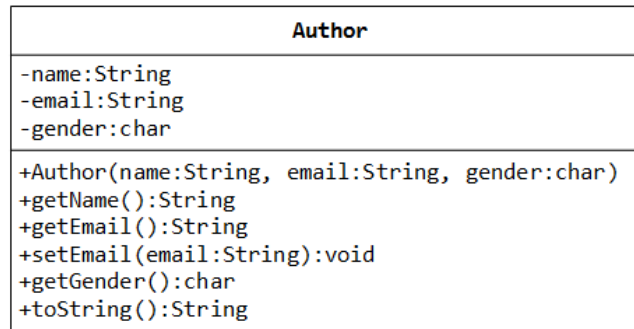 Author
-name:String
-email:String
-gender:char
+Author(name:String, email:String, gender:char)
+getName():String
+getEmail():String
+setEmail(email:String):void
+getGender():char
+toString():String